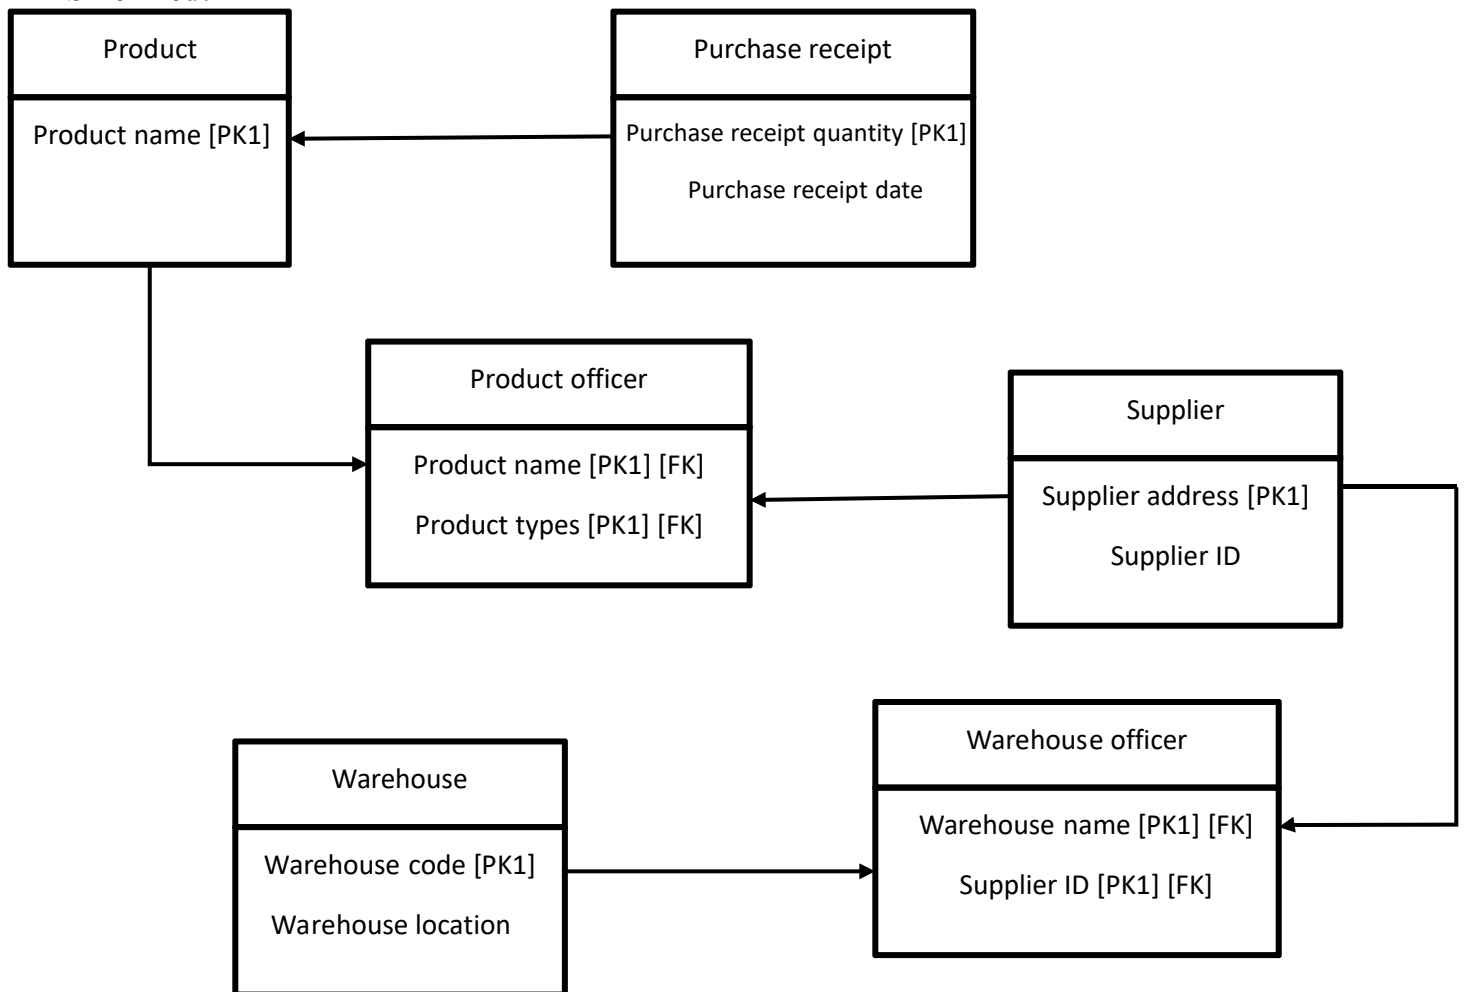 Product
Product name [PK1]
Purchase receipt
Purchase receipt quantity [PK1]
Purchase receipt date
Product officer
Product name [PK1] [FK]
Product types [PK1] [FK]
Supplier
Supplier address [PK1]
Supplier ID
Warehouse
Warehouse code [PK1]
Warehouse location
Warehouse officer
Warehouse name [PK1] [FK]
Supplier ID [PK1] [FK]